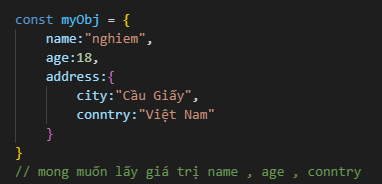 const myObj = {
    name:"nghiem",
    age:18,
    address:{
        city:"Cầu Giấy",
        conntry:"Việt Nam"
    }
}
// mong muốn lấy giá trị name , age , conntry